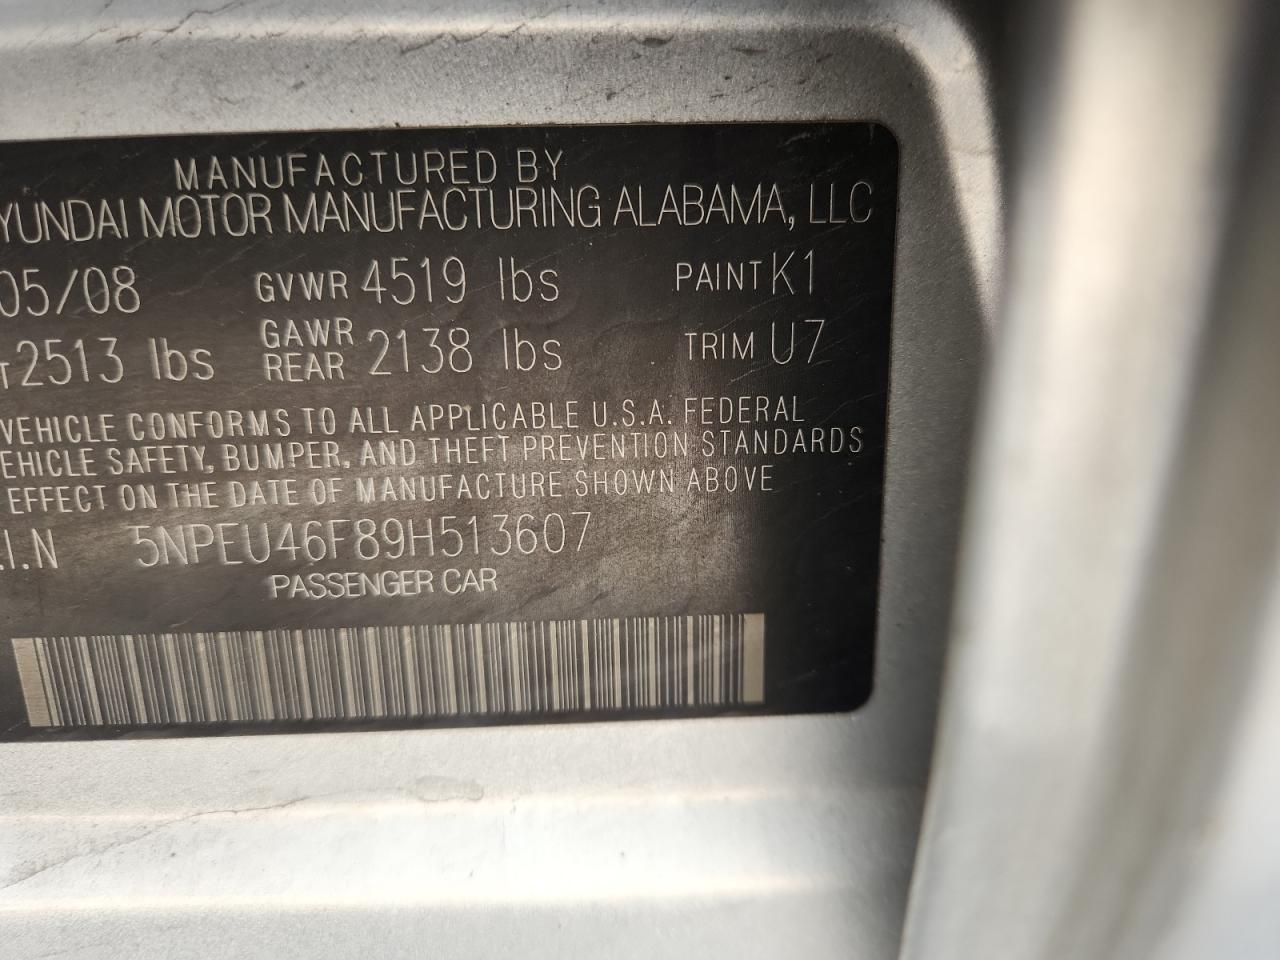 MANUFACTURED BY
YUNDAI MOTOR MANUFACTURING ALABAMA, LLC
05/08 GVWR 4519 lbs PAINT K1
T 2513 lbs GAWR REAR 2138 lbs TRIM U7
VEHICLE CONFORMS TO ALL APPLICABLE U.S.A. FEDERAL
EHICLE SAFETY, BUMPER, AND THEFT PREVENTION STANDARDS
EFFECT ON THE DATE OF MANUFACTURE SHOWN ABOVE
.I.N 5NPEU46F89H513607
PASSENGER CAR